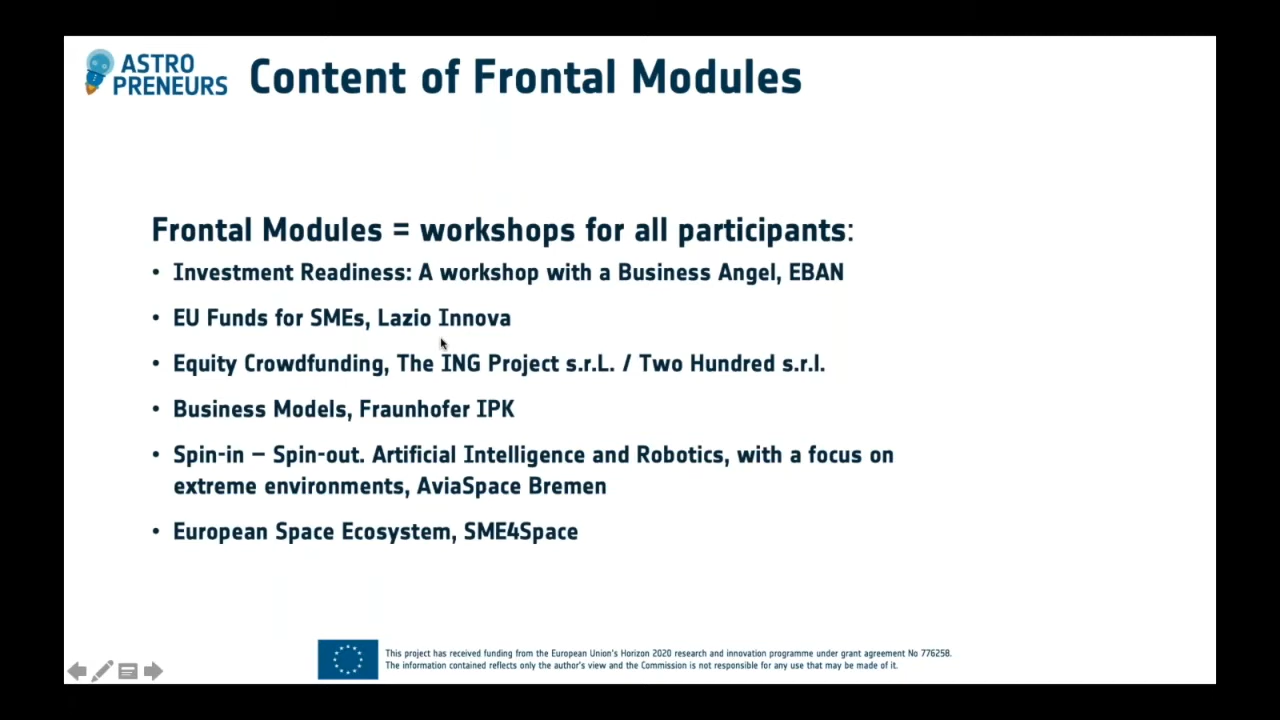 ASTRO
PRENEURS
Content of Frontal Modules
Frontal Modules = workshops for all participants:
• Investment Readiness: A workshop with a Business Angel, EBAN
• EU Funds for SMEs, Lazio Innova
• Equity Crowdfunding, The ING Project s.r.L. / Two Hundred s.r.l.
• Business Models, Fraunhofer IPK
• Spin-in – Spin-out. Artificial Intelligence and Robotics, with a focus on
extreme environments, AviaSpace Bremen
• European Space Ecosystem, SME4Space
This project has received funding from the European Union's Horizon 2020 research and innovation programme under grant agreement No 776258.
The information contained reflects only the author's view and the Commission is not responsible for any use that may be made of it.